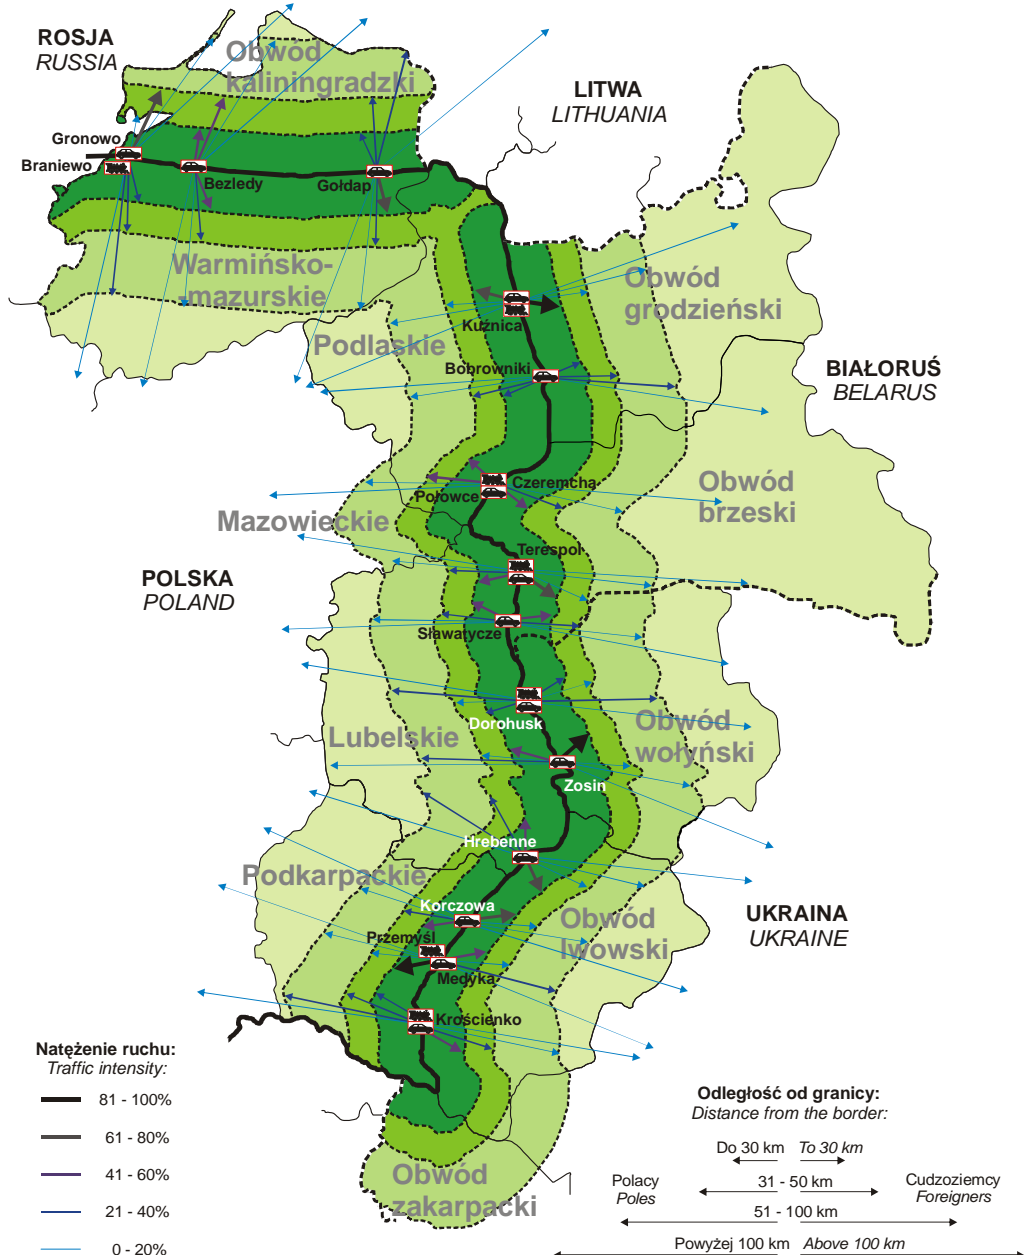 ROSJA
RUSSIA
Obwód
kaliningradzki
LITWA
LITHUANIA
Gronowo
Braniewo
Bezledy
Gołdap
Warmińsko-
-mazurskie
Obwód
grodzieński
Kuźnica
Podlaskie
Bobrowniki
BIAŁORUŚ
BELARUS
Czeremcha
Połowce
Obwód
brzeski
Mazowieckie
Terespol
POLSKA
POLAND
Sławatycze
Dorohusk
Obwód
wołyński
Lubelskie
Zosin
Hrebenne
Podkarpackie
Korczowa
Obwód
lwowski
UKRAINA
UKRAINE
Przemyśl
Medyka
Krościenko
Obwód
zakarpacki
Natężenie ruchu:
Traffic intensity:
81 - 100%
61 - 80%
41 - 60%
21 - 40%
0 - 20%
Odległość od granicy:
Distance from the border:
Do 30 km To 30 km
Polacy
Poles
31 - 50 km
Cudzoziemcy
Foreigners
51 - 100 km
Powyżej 100 km Above 100 km